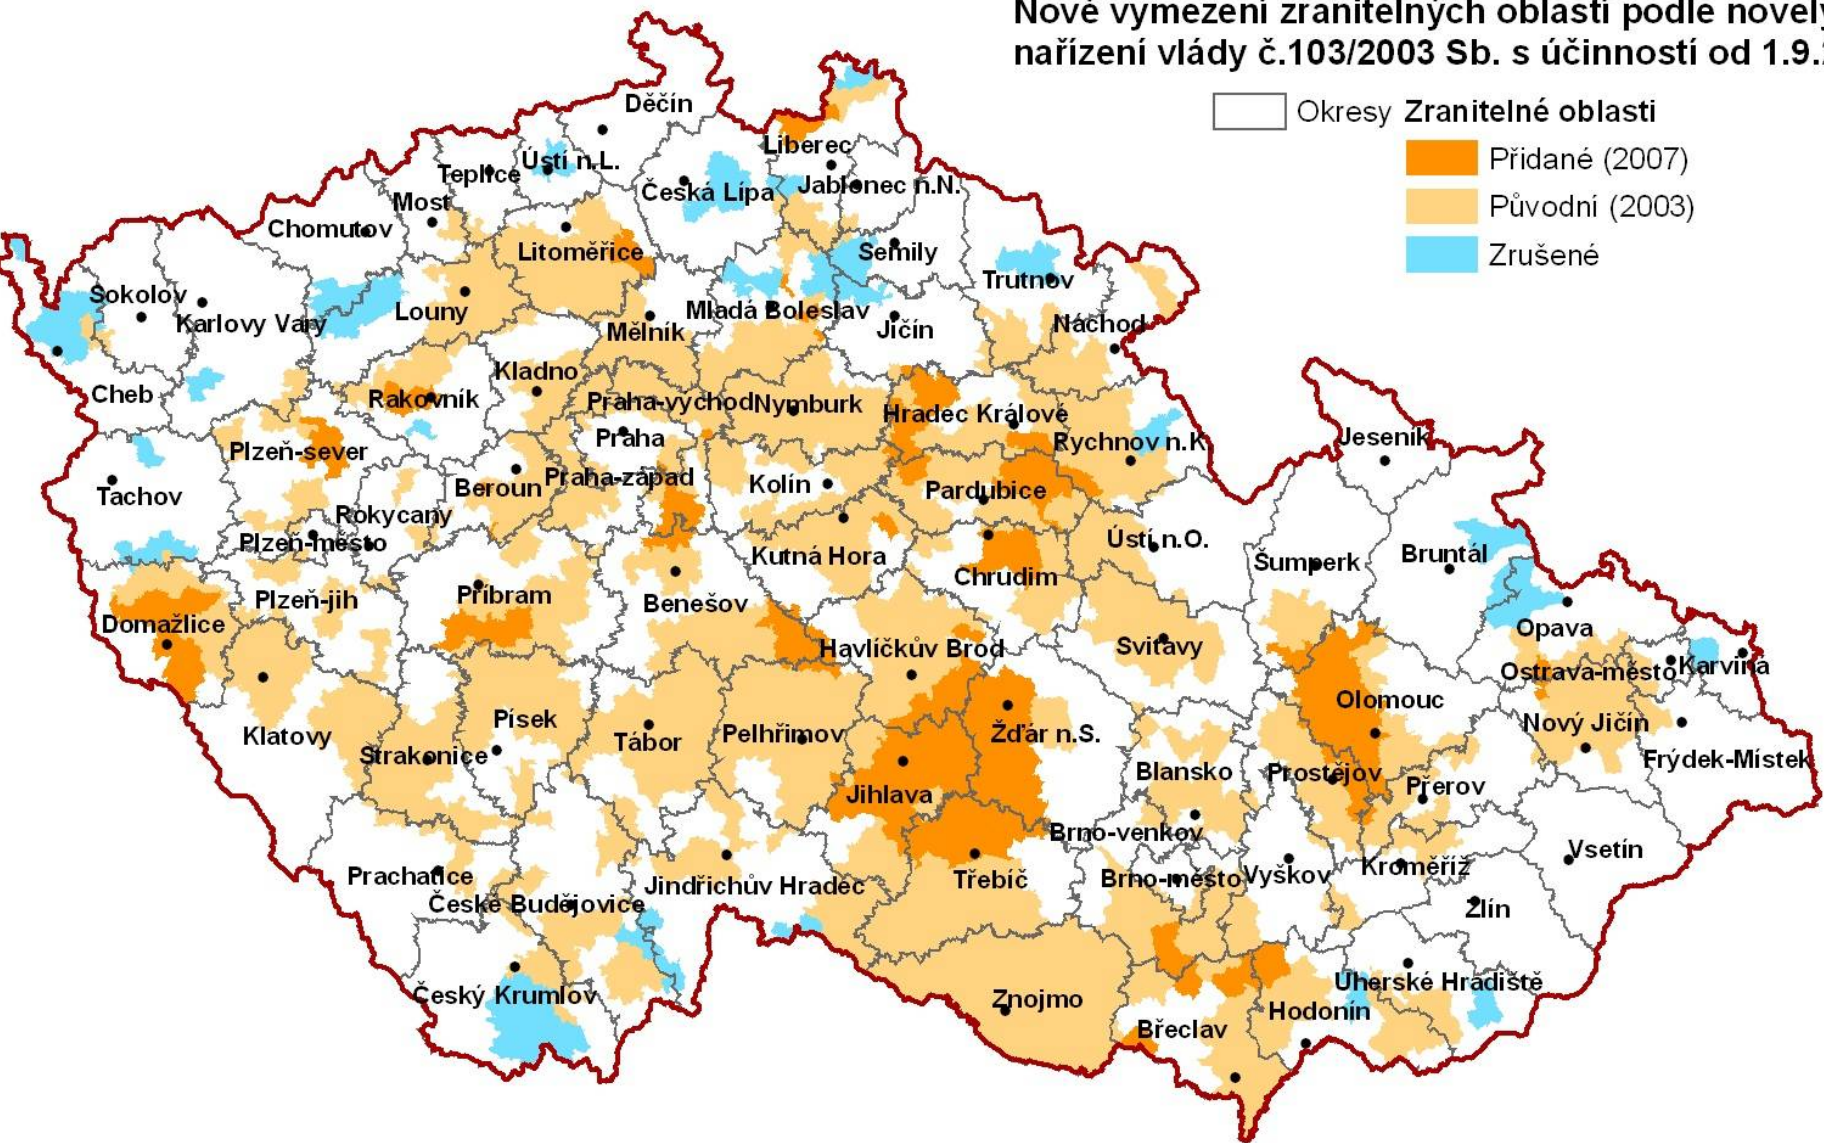 Nové vymezení zranitelných oblastí podle novely
nařízení vlády č.103/2003 Sb. s účinností od 1.9.
Okresy Zranitelné oblasti
Přidané (2007)
Původní (2003)
Zrušené
Děčín
Liberec
Ústí n.L.
Teplice
Česká Lípa
Jablonec n.N.
Most
Chomutov
Litoměřice
Semily
Trutnov
Sokolov
Karlovy Vary
Louny
Mladá Boleslav
Mělník
Jičín
Náchod
Kladno
Cheb
Rakovník
Praha-východ
Nymburk
Hradec Králové
Praha
Rychnov n.K
Jeseník
Plzeň-sever
Praha-západ
Beroun
Kolín
Pardubice
Tachov
Rokycany
Plzeň-město
Ústí n.O.
Kutná Hora
Šumperk
Bruntál
Chrudim
Příbram
Plzeň-jih
Benešov
Domažlice
Opava
Havlíčkův Brod
Svitavy
Ostrava-město
Karviná
Olomouc
Písek
Nový Jičín
Klatovy
Tábor
Pelhřimov
Žďár n.S.
Strakonice
Frýdek-Místek
Blansko
Prostějov
Přerov
Jihlava
Brno-venkov
Vsetín
Kroměříž
Prachatice
Jindřichův Hradec
Třebíč
Brno-město
Vyškov
České Budějovice
Zlín
Uherské Hradiště
Český Krumlov
Znojmo
Hodonín
Břeclav